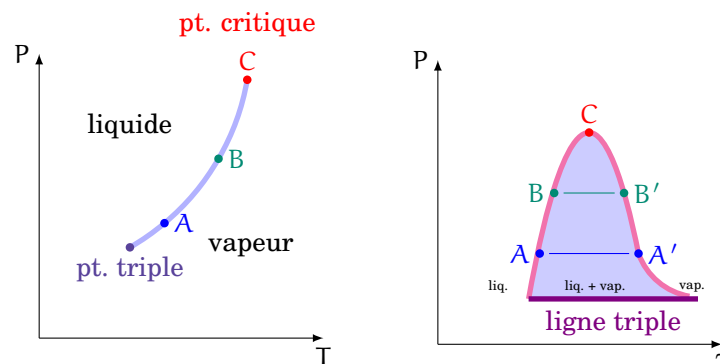 pt. critique
P
C
liquide
B
A
vapeur
pt. triple
T
P
C
B B′
A A′
liq. liq. + vap. vap.
ligne triple